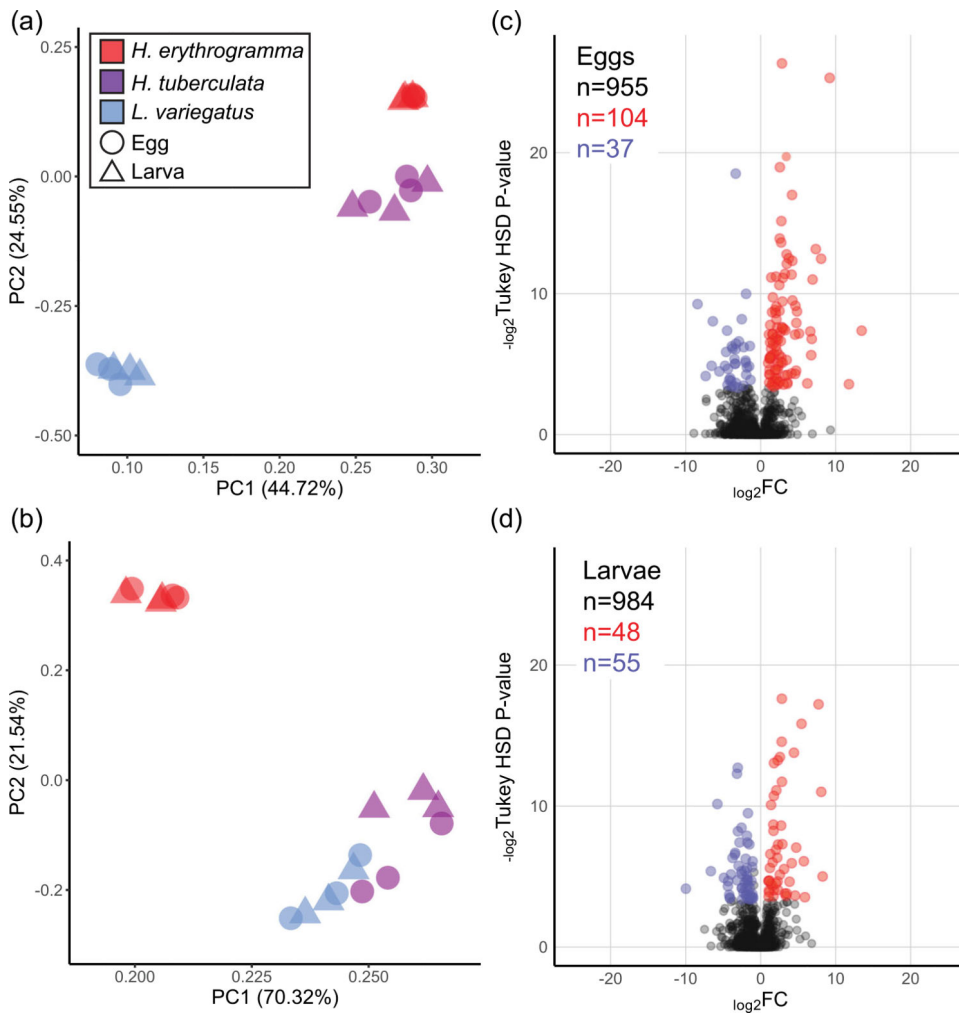 (a)
0.25
0.00
-0.25
-0.50
PC2 (24.55%)
H. erythrogramma
H. tuberculata
L. variegatus
Egg
Larva
0.10
0.15
0.20
0.25
0.30
PC1 (44.72%)
(b)
0.4
0.2
0.0
-0.2
PC2 (21.54%)
0.200
0.225
0.250
PC1 (70.32%)
(c)
Eggs
n=955
n=104
n=37
20
10
0
-log2Tukey HSD P-value
-20
-10
0
10
20
log2FC
(d)
Larvae
n=984
n=48
n=55
20
10
0
-log2Tukey HSD P-value
-20
-10
0
10
20
log2FC